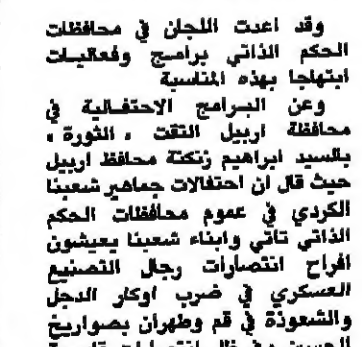 وقد اعدت اللجان في محافظات
الحكم الذاتي برامج وفعاليات
ابتهاجا بهذه المناسبة
وعن البرامج الاحتفالية في
محافظة اربيل التقت « الثورة »
بالسيد ابراهيم زنكنة محافظ اربيل
حيث قال ان احتفالات جماهير شعبنا
الكردي في عموم محافظات الحكم
الذاتي تأتي وابناء شعبنا يعيشون
افراح انتصارات رجال التصنيع
العسكري في ضرب اوكار الدجل
والشعوذة في قم وطهران بصواريخ